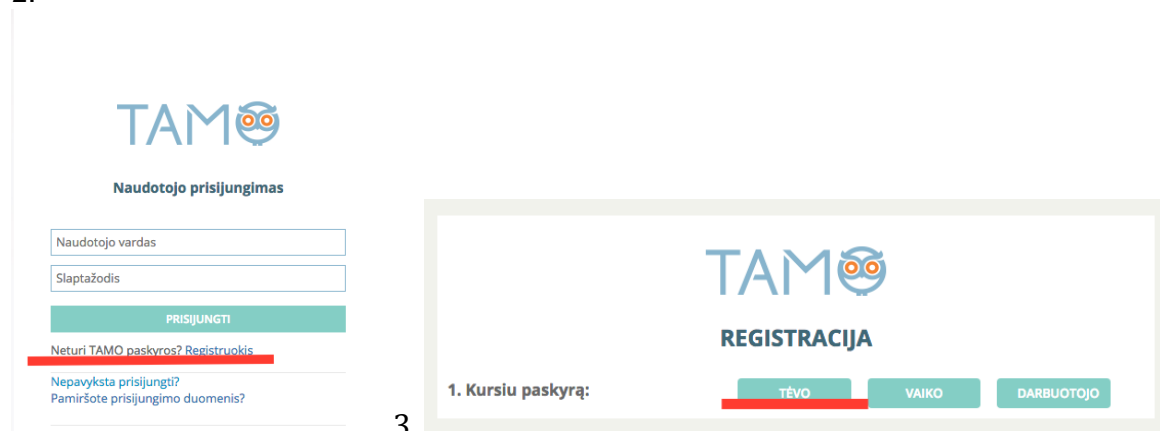 2.
TAMO
Naudotojo prisijungimas
Naudotojo vardas
Slaptažodis
PRISIJUNGTI
Neturi TAMO paskyros? Registruokis
Nepavyksta prisijungti?
Pamiršote prisijungimo duomenis?
3
TAMO
REGISTRACIJA
1. Kursiu paskyrą:
TĖVO
VAIKO
DARBUOTOJO